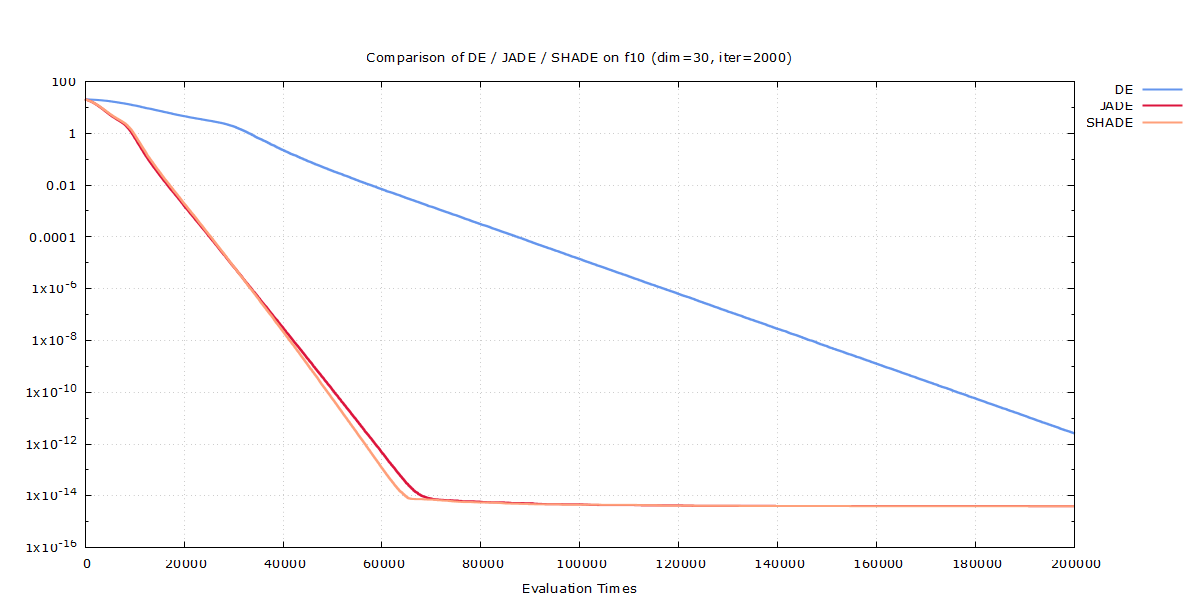 Comparison of DE / JADE / SHADE on f10 (dim=30, iter=2000)
DE
JADE
SHADE
100
1
0.01
0.0001
1x10^-6
1x10^-8
1x10^-10
1x10^-12
1x10^-14
1x10^-16
0 20000 40000 60000 80000 100000 120000 140000 160000 180000 200000
Evaluation Times